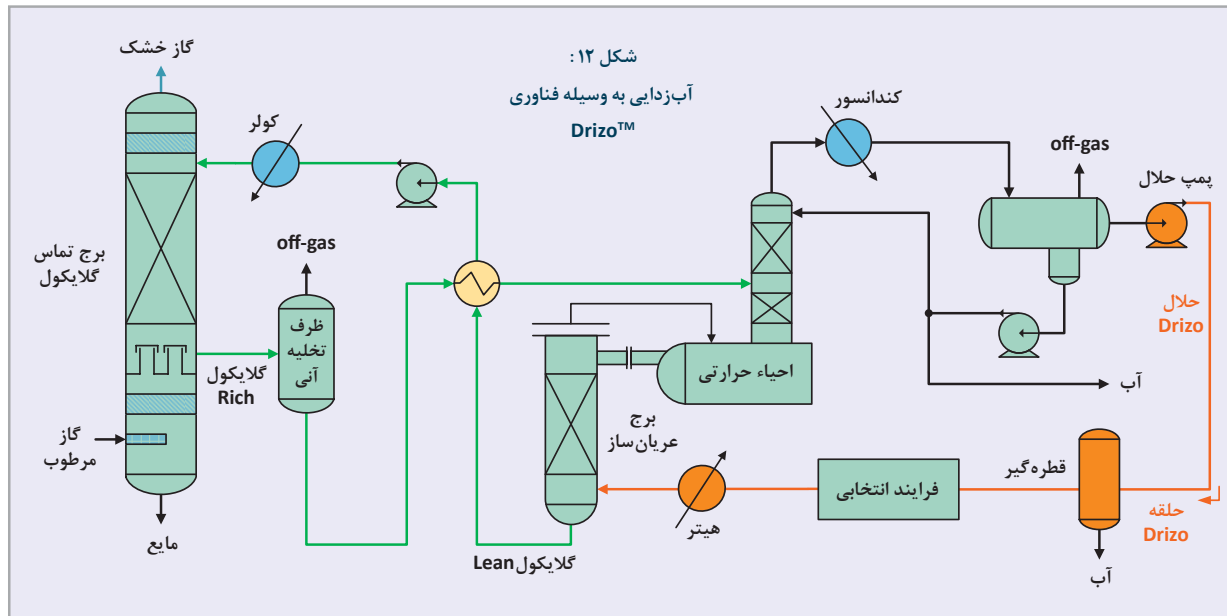 شکل ۱۲ :
آب‌زدایی به وسیله فناوری
Drizo™
گاز خشک
کولر
کندانسور
off-gas
پمپ حلال
برج تماس
گلایکول
off-gas
ظرف
تخلیه
آنی
گلایکول
Rich
احیاء حرارتی
حلال
Drizo
آب
گاز
مرطوب
برج
عریان‌ساز
قطره‌گیر
فرایند انتخابی
حلقه
Drizo
هیتر
مایع
گلایکول Lean
آب